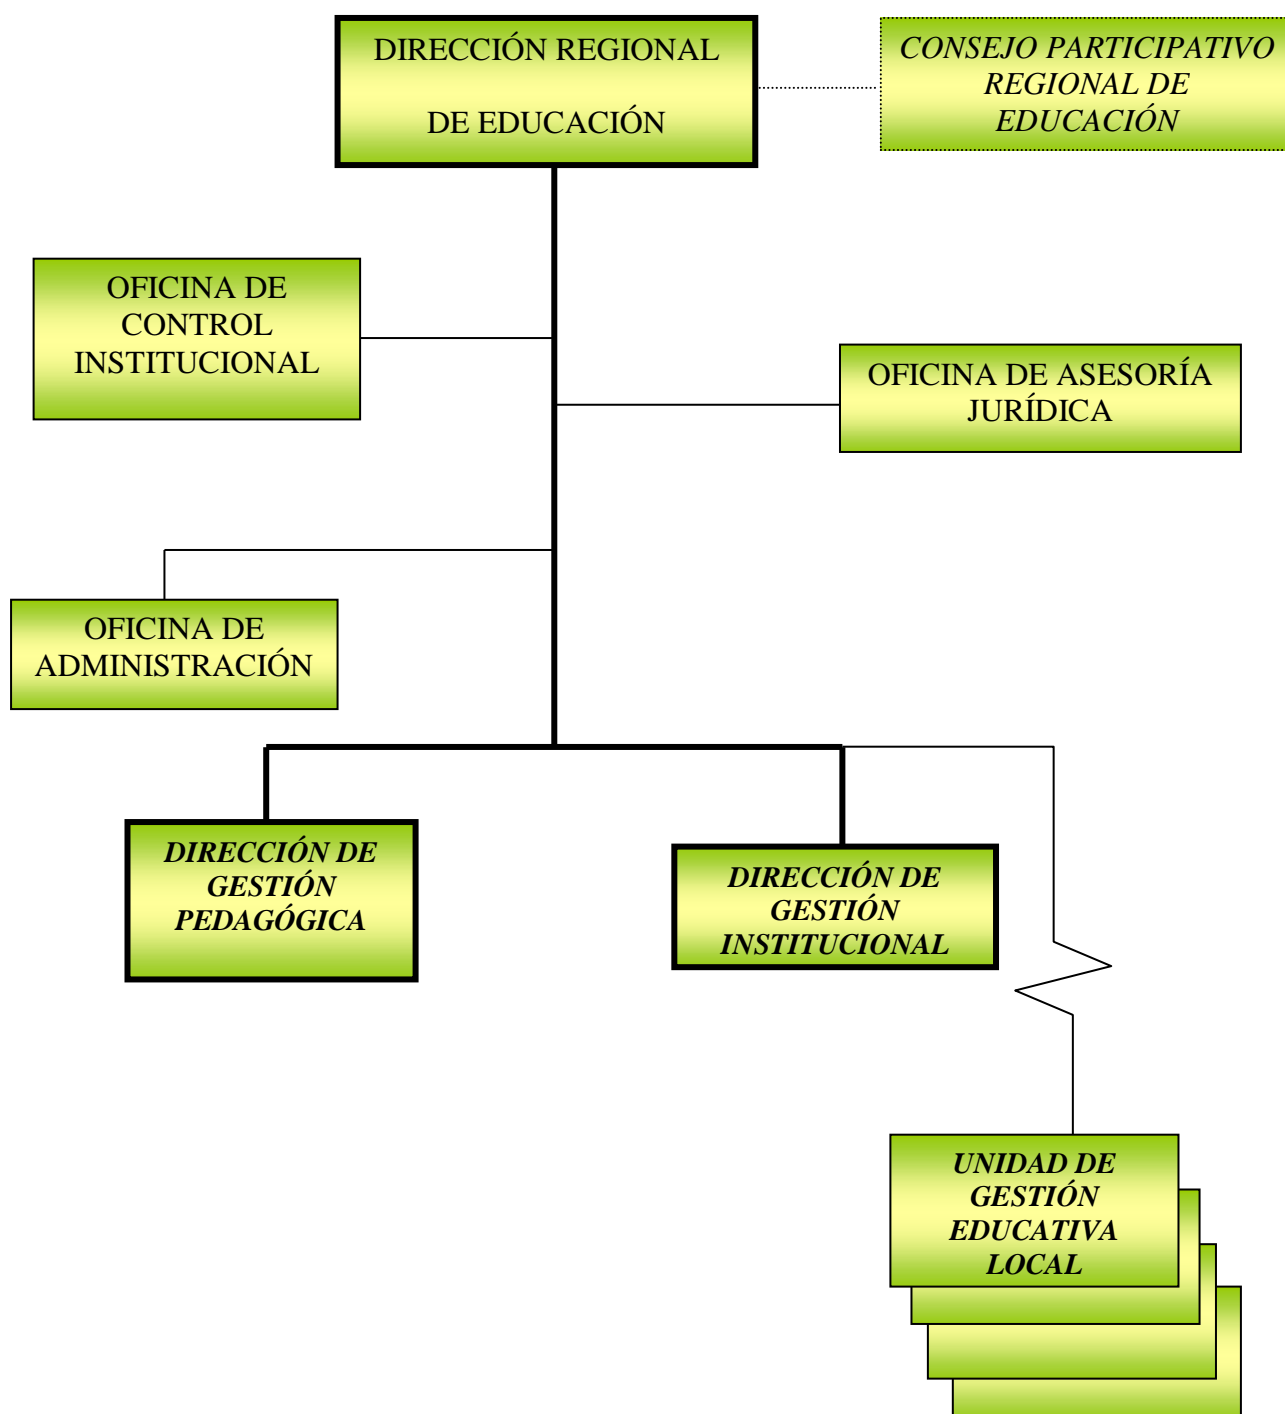 DIRECCIÓN REGIONAL
DE EDUCACIÓN
CONSEJO PARTICIPATIVO
REGIONAL DE
EDUCACIÓN
OFICINA DE
CONTROL
INSTITUCIONAL
OFICINA DE ASESORÍA
JURÍDICA
OFICINA DE
ADMINISTRACIÓN
DIRECCIÓN DE
GESTIÓN
PEDAGÓGICA
DIRECCIÓN DE
GESTIÓN
INSTITUCIONAL
UNIDAD DE
GESTIÓN
EDUCATIVA
LOCAL